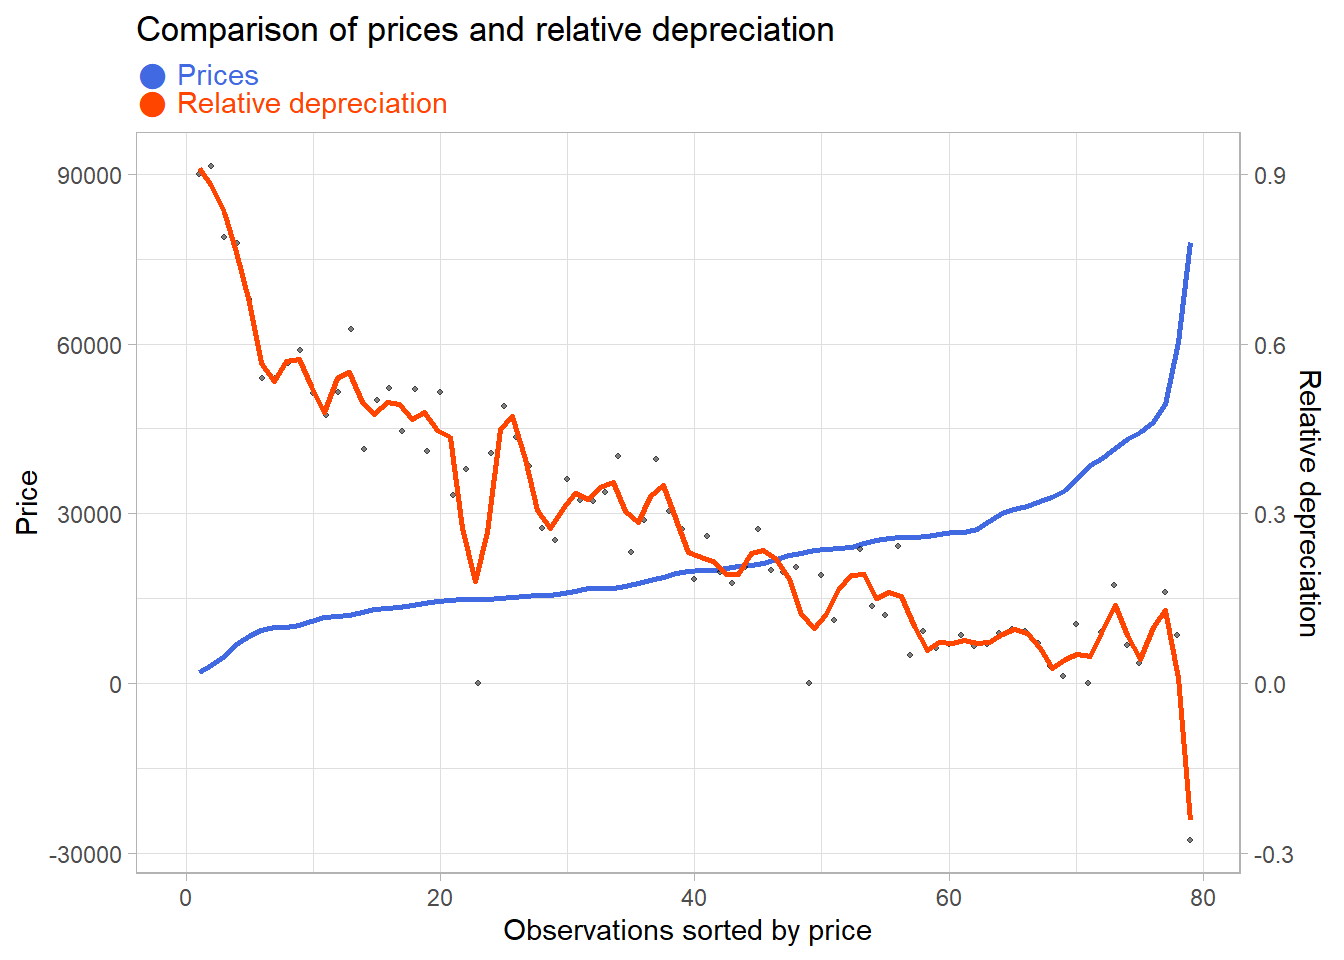 Comparison of prices and relative depreciation
Prices
Relative depreciation
90000
60000
30000
0
-30000
Price
0.9
0.6
0.3
0.0
-0.3
Relative depreciation
0
20
40
60
80
Observations sorted by price